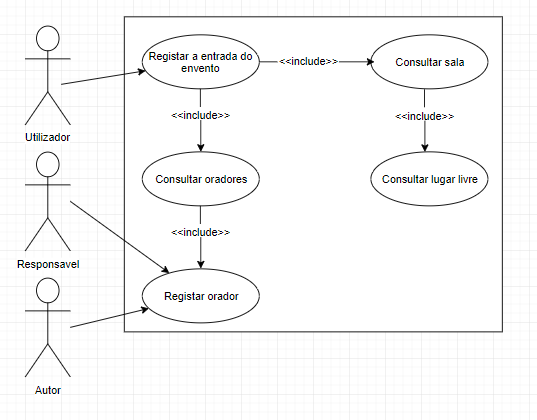 Registar a entrada do
envento
<<include>>
Consultar sala
<<include>>
<<include>>
Utilizador
Consultar oradores
Consultar lugar livre
<<include>>
Responsavel
Registar orador
Autor